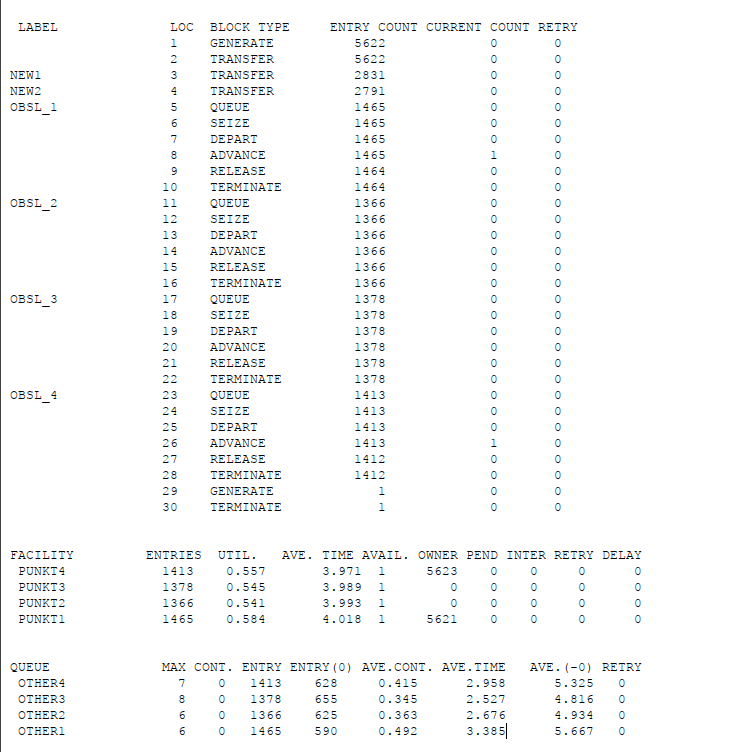 LABEL LOC BLOCK TYPE ENTRY COUNT CURRENT COUNT RETRY
1 GENERATE 5622 0 0
2 TRANSFER 5622 0 0
NEW1 3 TRANSFER 2831 0 0
NEW2 4 TRANSFER 2791 0 0
OBSL_1 5 QUEUE 1465 0 0
6 SEIZE 1465 0 0
7 DEPART 1465 0 0
8 ADVANCE 1465 1 0
9 RELEASE 1464 0 0
10 TERMINATE 1464 0 0
OBSL_2 11 QUEUE 1366 0 0
12 SEIZE 1366 0 0
13 DEPART 1366 0 0
14 ADVANCE 1366 0 0
15 RELEASE 1366 0 0
16 TERMINATE 1366 0 0
OBSL_3 17 QUEUE 1378 0 0
18 SEIZE 1378 0 0
19 DEPART 1378 0 0
20 ADVANCE 1378 0 0
21 RELEASE 1378 0 0
22 TERMINATE 1378 0 0
OBSL_4 23 QUEUE 1413 0 0
24 SEIZE 1413 0 0
25 DEPART 1413 0 0
26 ADVANCE 1413 1 0
27 RELEASE 1412 0 0
28 TERMINATE 1412 0 0
29 GENERATE 1 0 0
30 TERMINATE 1 0 0
FACILITY ENTRIES UTIL. AVE. TIME AVAIL. OWNER PEND INTER RETRY DELAY
PUNKT4 1413 0.557 3.971 1 5623 0 0 0 0
PUNKT3 1378 0.545 3.989 1 0 0 0 0 0
PUNKT2 1366 0.541 3.993 1 0 0 0 0 0
PUNKT1 1465 0.584 4.018 1 5621 0 0 0 0
QUEUE MAX CONT. ENTRY ENTRY(0) AVE.CONT. AVE.TIME AVE.(-0) RETRY
OTHER4 7 0 1413 628 0.415 2.958 5.325 0
OTHER3 8 0 1378 655 0.345 2.527 4.816 0
OTHER2 6 0 1366 625 0.363 2.676 4.934 0
OTHER1 6 0 1465 590 0.492 3.385 5.667 0